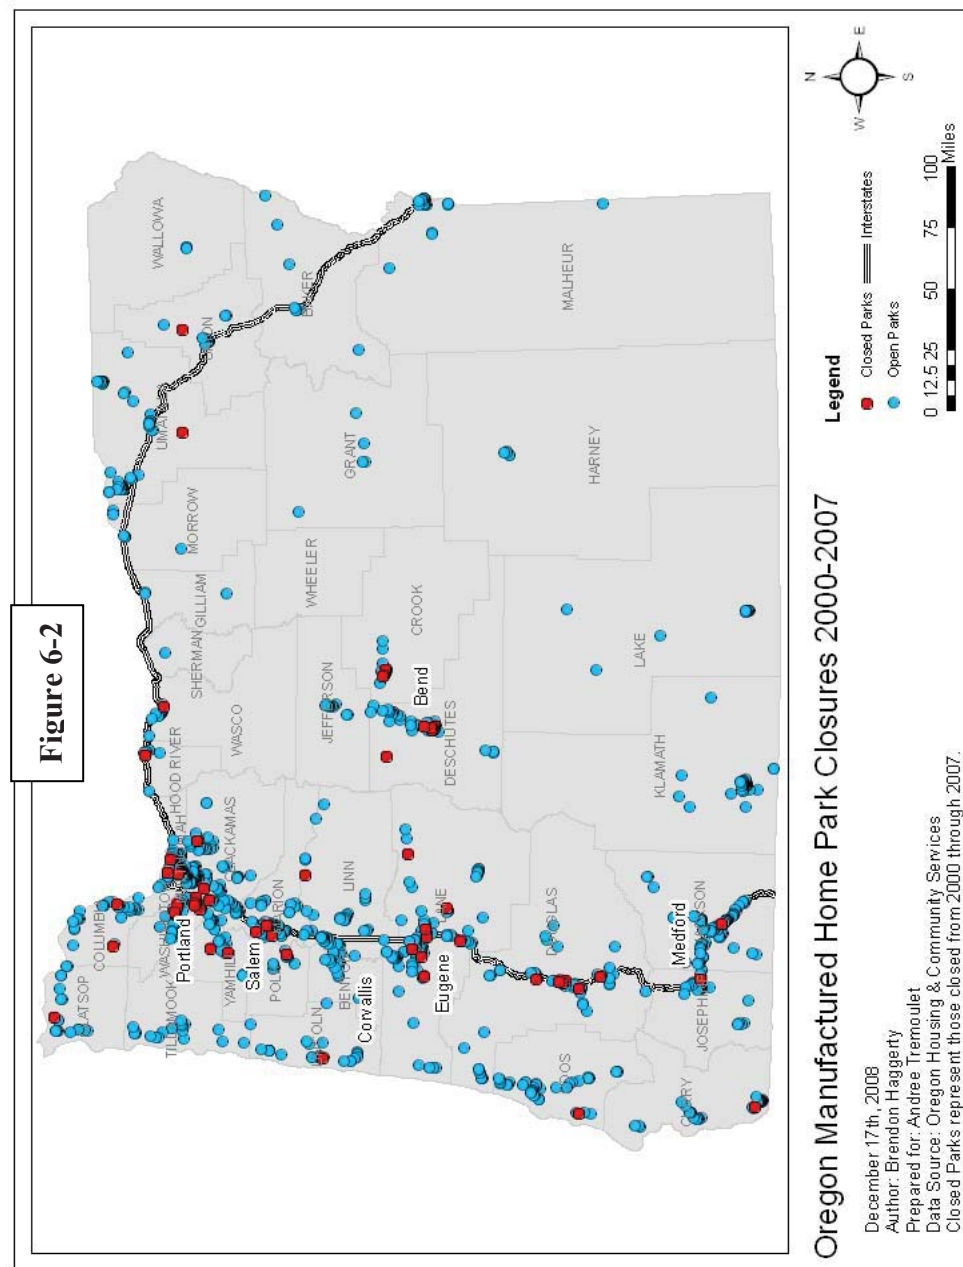 Figure 6-2
WALLOWA
UNION
BAKER
MALHEUR
GRANT
HARNEY
MORROW
GILLIAM
SHERMAN
WHEELER
CROOK
WASCO
JEFFERSON
Bend
DESCHUTES
LAKE
KLAMATH
HOOD RIVER
CLACKAMAS
MARION
LINN
LANE
DOUGLAS
JACKSON
Medford
JOSEPHINE
COLUMB
WASHINGTO
Portland
YAMHILL
Salem
POLK
BENTON
Corvallis
Eugene
CLATSOP
TILLAMOOK
LINCOLN
COOS
CURRY
N
E
S
W
Legend
Closed Parks
Interstates
Open Parks
0 12.5 25 50 75 100
Miles
Oregon Manufactured Home Park Closures 2000-2007
December 17th, 2008
Author: Brendon Haggerty
Prepared for: Andree Tremoulet
Data Source: Oregon Housing & Community Services
Closed Parks represent those closed from 2000 through 2007.